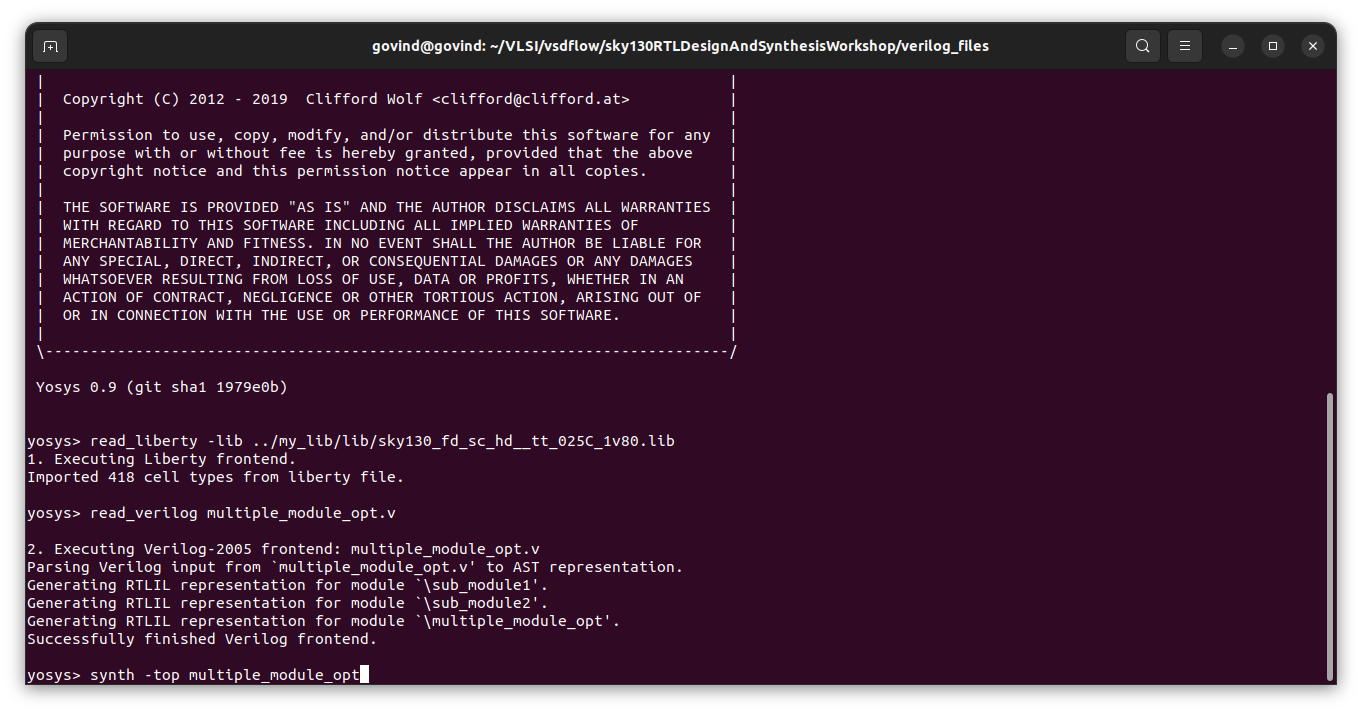 govind@govind: ~/VLSI/vsdflow/sky130RTLDesignAndSynthesisWorkshop/verilog_files
|                                                                            |
|  Copyright (C) 2012 - 2019  Clifford Wolf <clifford@clifford.at>           |
|                                                                            |
|  Permission to use, copy, modify, and/or distribute this software for any  |
|  purpose with or without fee is hereby granted, provided that the above    |
|  copyright notice and this permission notice appear in all copies.         |
|                                                                            |
|  THE SOFTWARE IS PROVIDED "AS IS" AND THE AUTHOR DISCLAIMS ALL WARRANTIES  |
|  WITH REGARD TO THIS SOFTWARE INCLUDING ALL IMPLIED WARRANTIES OF          |
|  MERCHANTABILITY AND FITNESS. IN NO EVENT SHALL THE AUTHOR BE LIABLE FOR   |
|  ANY SPECIAL, DIRECT, INDIRECT, OR CONSEQUENTIAL DAMAGES OR ANY DAMAGES    |
|  WHATSOEVER RESULTING FROM LOSS OF USE, DATA OR PROFITS, WHETHER IN AN     |
|  ACTION OF CONTRACT, NEGLIGENCE OR OTHER TORTIOUS ACTION, ARISING OUT OF   |
|  OR IN CONNECTION WITH THE USE OR PERFORMANCE OF THIS SOFTWARE.            |
|                                                                            |
\----------------------------------------------------------------------------/
Yosys 0.9 (git sha1 1979e0b)
yosys> read_liberty -lib ../my_lib/lib/sky130_fd_sc_hd__tt_025C_1v80.lib
1. Executing Liberty frontend.
Imported 418 cell types from liberty file.
yosys> read_verilog multiple_module_opt.v
2. Executing Verilog-2005 frontend: multiple_module_opt.v
Parsing Verilog input from `multiple_module_opt.v' to AST representation.
Generating RTLIL representation for module `\sub_module1'.
Generating RTLIL representation for module `\sub_module2'.
Generating RTLIL representation for module `\multiple_module_opt'.
Successfully finished Verilog frontend.
yosys> synth -top multiple_module_opt